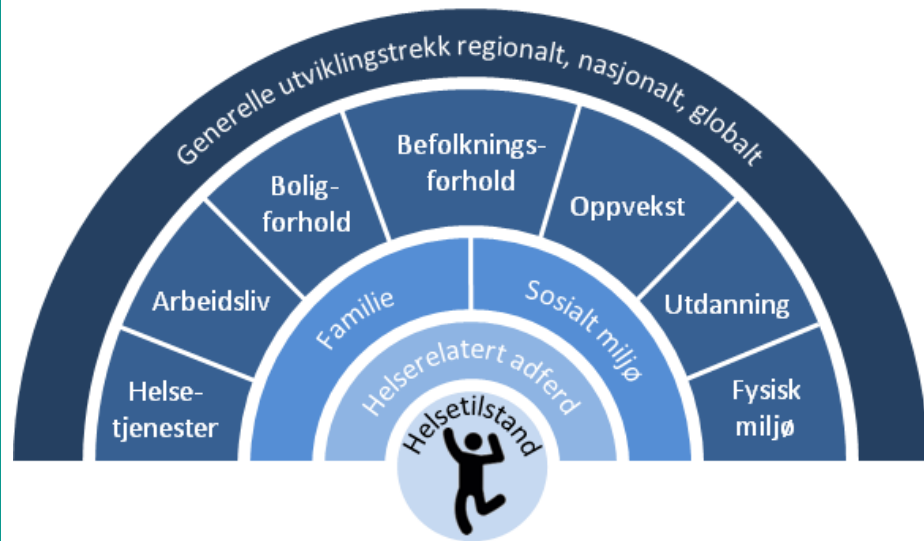 Generelle utviklingstrekk regionalt, nasjonalt, globalt
Befolknings-
forhold
Bolig-
forhold
Oppvekst
Arbeidsliv
Utdanning
Helse-
tjenester
Fysisk
miljø
Familie
Sosialt miljø
Helserelatert adferd
Helsetilstand